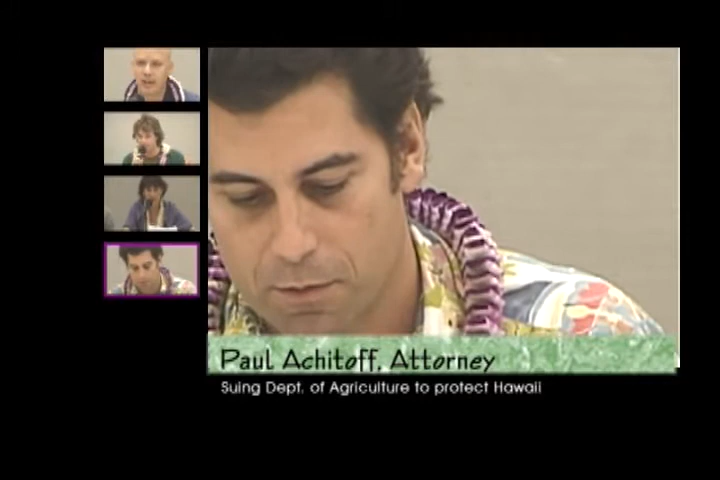 Paul Achitoff, Attorney
Suing Dept. of Agriculture to protect Hawaii